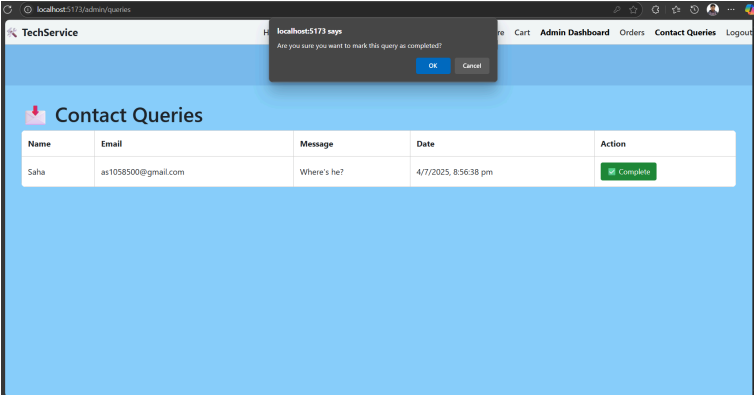 localhost:5173/admin/queries
TechService
localhost:5173 says
Are you sure you want to mark this query as completed?
OK Cancel
Cart Admin Dashboard Orders Contact Queries Logout
Contact Queries
Name Email Message Date Action
Saha as1058500@gmail.com Where's he? 4/7/2025, 8:56:38 pm Complete